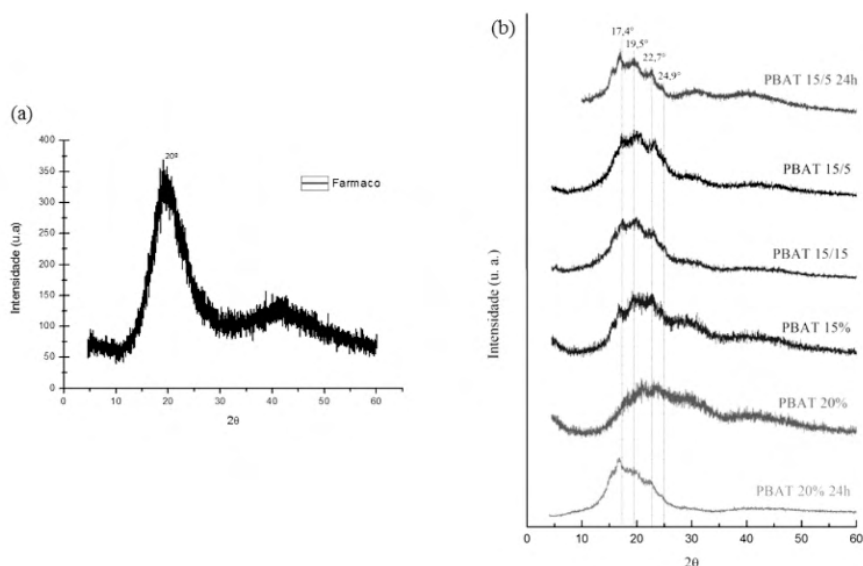 (a)
400
350
300
250
200
150
100
50
0
Intensidade (u.a)
20º
Farmaco
0 10 20 30 40 50 60
2θ
(b)
17,4°
19,5°
22,7°
24,9°
PBAT 15/5 24h
PBAT 15/5
PBAT 15/15
PBAT 15%
PBAT 20%
PBAT 20% 24h
Intensidade (u. a.)
0 10 20 30 40 50 60
2θ